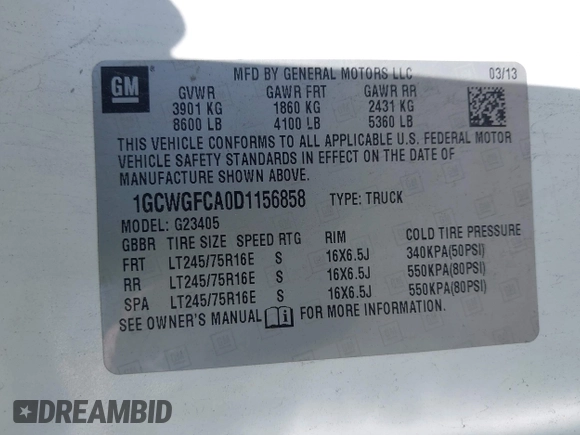 GM
MFD BY GENERAL MOTORS LLC 03/13
GVWR GAWR FRT GAWR RR
3901 KG 1860 KG 2431 KG
8600 LB 4100 LB 5360 LB
THIS VEHICLE CONFORMS TO ALL APPLICABLE U.S. FEDERAL MOTOR
VEHICLE SAFETY STANDARDS IN EFFECT ON THE DATE OF
MANUFACTURE SHOWN ABOVE.
1GCWGFCA0D1156858 TYPE: TRUCK
MODEL: G23405
GBBR TIRE SIZE SPEED RTG RIM COLD TIRE PRESSURE
FRT LT245/75R16E S 16X6.5J 340KPA(50PSI)
RR LT245/75R16E S 16X6.5J 550KPA(80PSI)
SPA LT245/75R16E S 16X6.5J 550KPA(80PSI)
SEE OWNER'S MANUAL FOR MORE INFORMATION.
DREAMBID